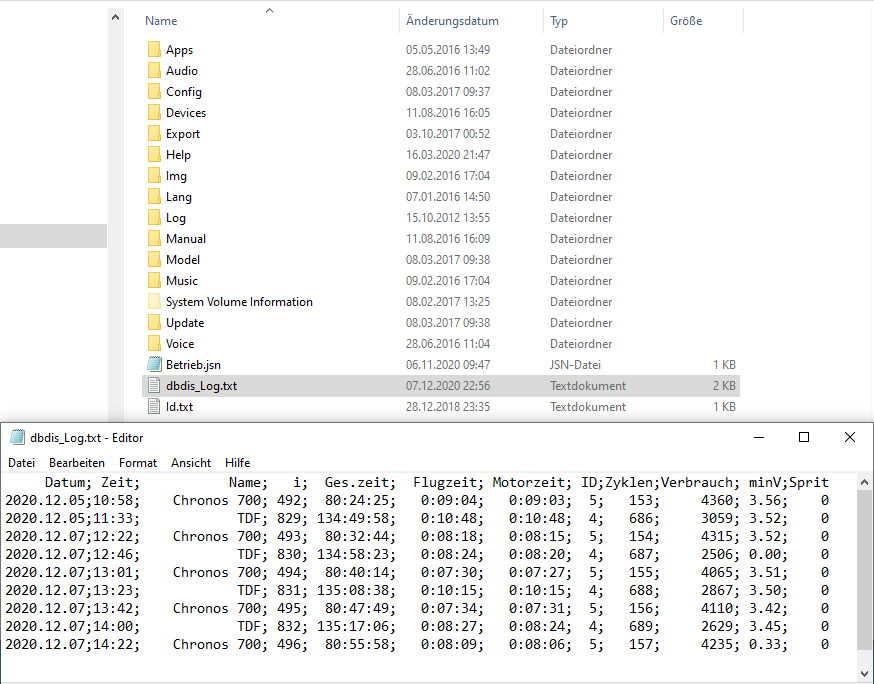 Name Änderungsdatum Typ Größe
Apps 05.05.2016 13:49 Dateiordner
Audio 28.06.2016 11:02 Dateiordner
Config 08.03.2017 09:37 Dateiordner
Devices 11.08.2016 16:05 Dateiordner
Export 03.10.2017 00:52 Dateiordner
Help 16.03.2020 21:47 Dateiordner
Img 09.02.2016 17:04 Dateiordner
Lang 07.01.2016 14:50 Dateiordner
Log 15.10.2012 13:55 Dateiordner
Manual 11.08.2016 16:09 Dateiordner
Model 08.03.2017 09:38 Dateiordner
Music 09.02.2016 17:04 Dateiordner
System Volume Information 08.02.2017 13:25 Dateiordner
Update 08.03.2017 09:38 Dateiordner
Voice 28.06.2016 11:04 Dateiordner
Betrieb.jsn 06.11.2020 09:47 JSN-Datei 1 KB
dbdis_Log.txt 07.12.2020 22:56 Textdokument 2 KB
Id.txt 28.12.2018 23:35 Textdokument 1 KB
dbdis_Log.txt - Editor
Datei Bearbeiten Format Ansicht Hilfe
Datum; Zeit; Name; i; Ges.zeit; Flugzeit; Motorzeit; ID;Zyklen;Verbrauch; minV;Sprit
2020.12.05;10:58; Chronos 700; 492; 80:24:25; 0:09:04; 0:09:03; 5; 153; 4360; 3.56; 0
2020.12.05;11:33; TDF; 829; 134:49:58; 0:10:48; 0:10:48; 4; 686; 3059; 3.52; 0
2020.12.07;12:22; Chronos 700; 493; 80:32:44; 0:08:18; 0:08:15; 5; 154; 4315; 3.52; 0
2020.12.07;12:46; TDF; 830; 134:58:23; 0:08:24; 0:08:20; 4; 687; 2506; 0.00; 0
2020.12.07;13:01; Chronos 700; 494; 80:40:14; 0:07:30; 0:07:27; 5; 155; 4065; 3.51; 0
2020.12.07;13:23; TDF; 831; 135:08:38; 0:10:15; 0:10:15; 4; 688; 2867; 3.50; 0
2020.12.07;13:42; Chronos 700; 495; 80:47:49; 0:07:34; 0:07:31; 5; 156; 4110; 3.42; 0
2020.12.07;14:00; TDF; 832; 135:17:06; 0:08:27; 0:08:24; 4; 689; 2629; 3.45; 0
2020.12.07;14:22; Chronos 700; 496; 80:55:58; 0:08:09; 0:08:06; 5; 157; 4235; 0.33; 0